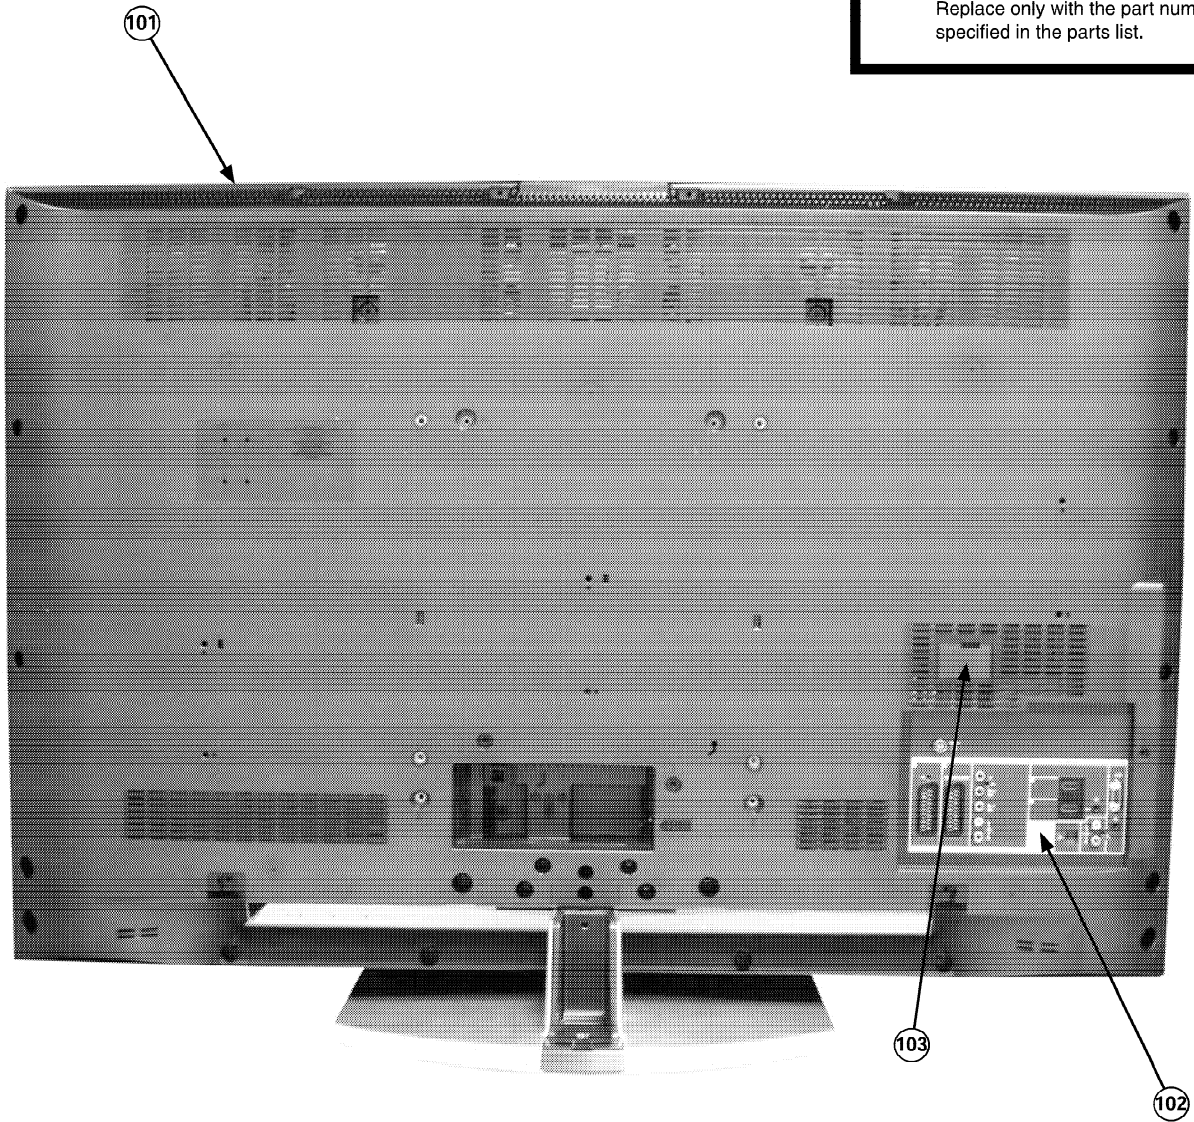 101
Replace only with the part num
specified in the parts list.
103
102